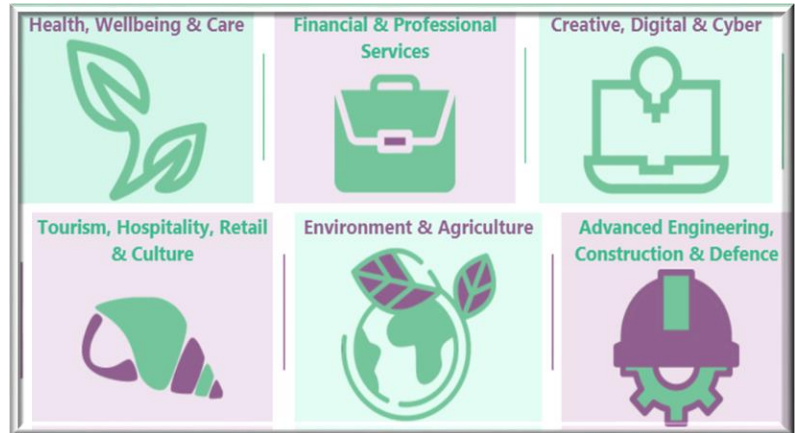 Health, Wellbeing & Care
Financial & Professional
Services
Creative, Digital & Cyber
Tourism, Hospitality, Retail
& Culture
Environment & Agriculture
Advanced Engineering,
Construction & Defence